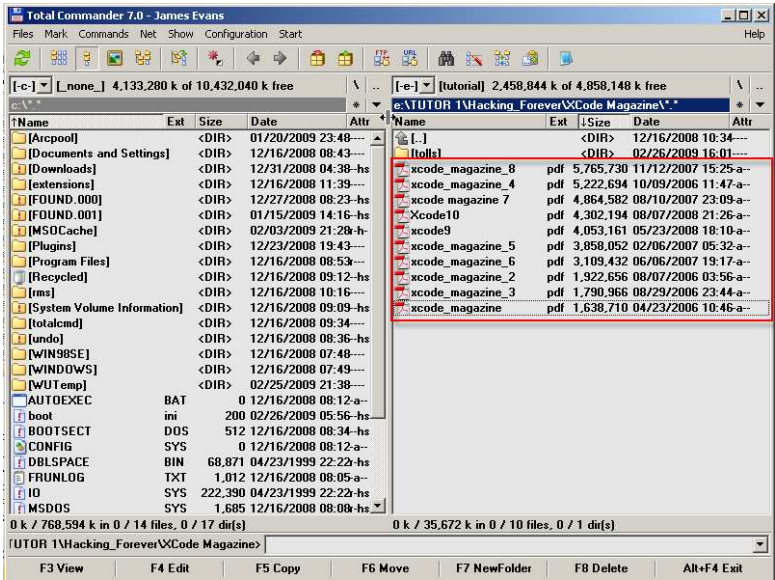 Total Commander 7.0 - James Evans
Files Mark Commands Net Show Configuration Start Help
FTP URL
[-c-] [_none_] 4,133,280 k of 10,432,040 k free \ ..
[-e-] [tutorial] 2,458,844 k of 4,858,148 k free \ ..
c:\*.* * ▼
e:\TUTOR 1\Hacking_Forever\XCode Magazine\*.* * ▼
↑Name Ext Size Date Attr
[Arcpool] <DIR> 01/20/2009 23:48----
[Documents and Settings] <DIR> 12/16/2008 08:43----
[Downloads] <DIR> 12/31/2008 04:38--hs
[extensions] <DIR> 12/16/2008 11:39----
[FOUND.000] <DIR> 12/27/2008 08:23--hs
[FOUND.001] <DIR> 01/15/2009 14:16--hs
[MSOCache] <DIR> 02/03/2009 21:28r-h-
[Plugins] <DIR> 12/23/2008 19:43----
[Program Files] <DIR> 12/16/2008 08:53r---
[Recycled] <DIR> 12/16/2008 09:12--hs
[rms] <DIR> 12/16/2008 10:16----
[System Volume Information] <DIR> 12/16/2008 09:09--hs
[totalcmd] <DIR> 12/16/2008 09:34----
[undo] <DIR> 12/16/2008 08:36--hs
[WIN98SE] <DIR> 12/16/2008 07:48----
[WINDOWS] <DIR> 12/16/2008 07:49----
[WUTemp] <DIR> 02/25/2009 21:38----
AUTOEXEC BAT 0 12/16/2008 08:12-a--
boot ini 200 02/26/2009 05:56--hs
BOOTSECT DOS 512 12/16/2008 08:34--hs
CONFIG SYS 0 12/16/2008 08:12-a--
DBLSPACE BIN 68,871 04/23/1999 22:22r-hs
FRUNLOG TXT 1,012 12/16/2008 08:05-a--
IO SYS 222,390 04/23/1999 22:22r-hs
MSDOS SYS 1,685 12/16/2008 08:08r-hs
0 k / 768,594 k in 0 / 14 files, 0 / 17 dir(s)
Name Ext ↓Size Date Attr
[..] <DIR> 12/16/2008 10:34----
[tolls] <DIR> 02/26/2009 16:01----
xcode_magazine_8 pdf 5,765,730 11/12/2007 15:25-a--
xcode_magazine_4 pdf 5,222,694 10/09/2006 11:47-a--
xcode magazine 7 pdf 4,864,582 08/10/2007 23:09-a--
Xcode10 pdf 4,302,194 08/07/2008 21:26-a--
xcode9 pdf 4,053,161 05/23/2008 18:10-a--
xcode_magazine_5 pdf 3,858,052 02/06/2007 05:32-a--
xcode_magazine_6 pdf 3,109,432 06/06/2007 19:17-a--
xcode_magazine_2 pdf 1,922,656 08/07/2006 03:56-a--
xcode_magazine_3 pdf 1,790,966 08/29/2006 23:44-a--
xcode_magazine pdf 1,638,710 04/23/2006 10:46-a--
0 k / 35,672 k in 0 / 10 files, 0 / 1 dir(s)
TUTOR 1\Hacking_Forever\XCode Magazine>
F3 View F4 Edit F5 Copy F6 Move F7 NewFolder F8 Delete Alt+F4 Exit